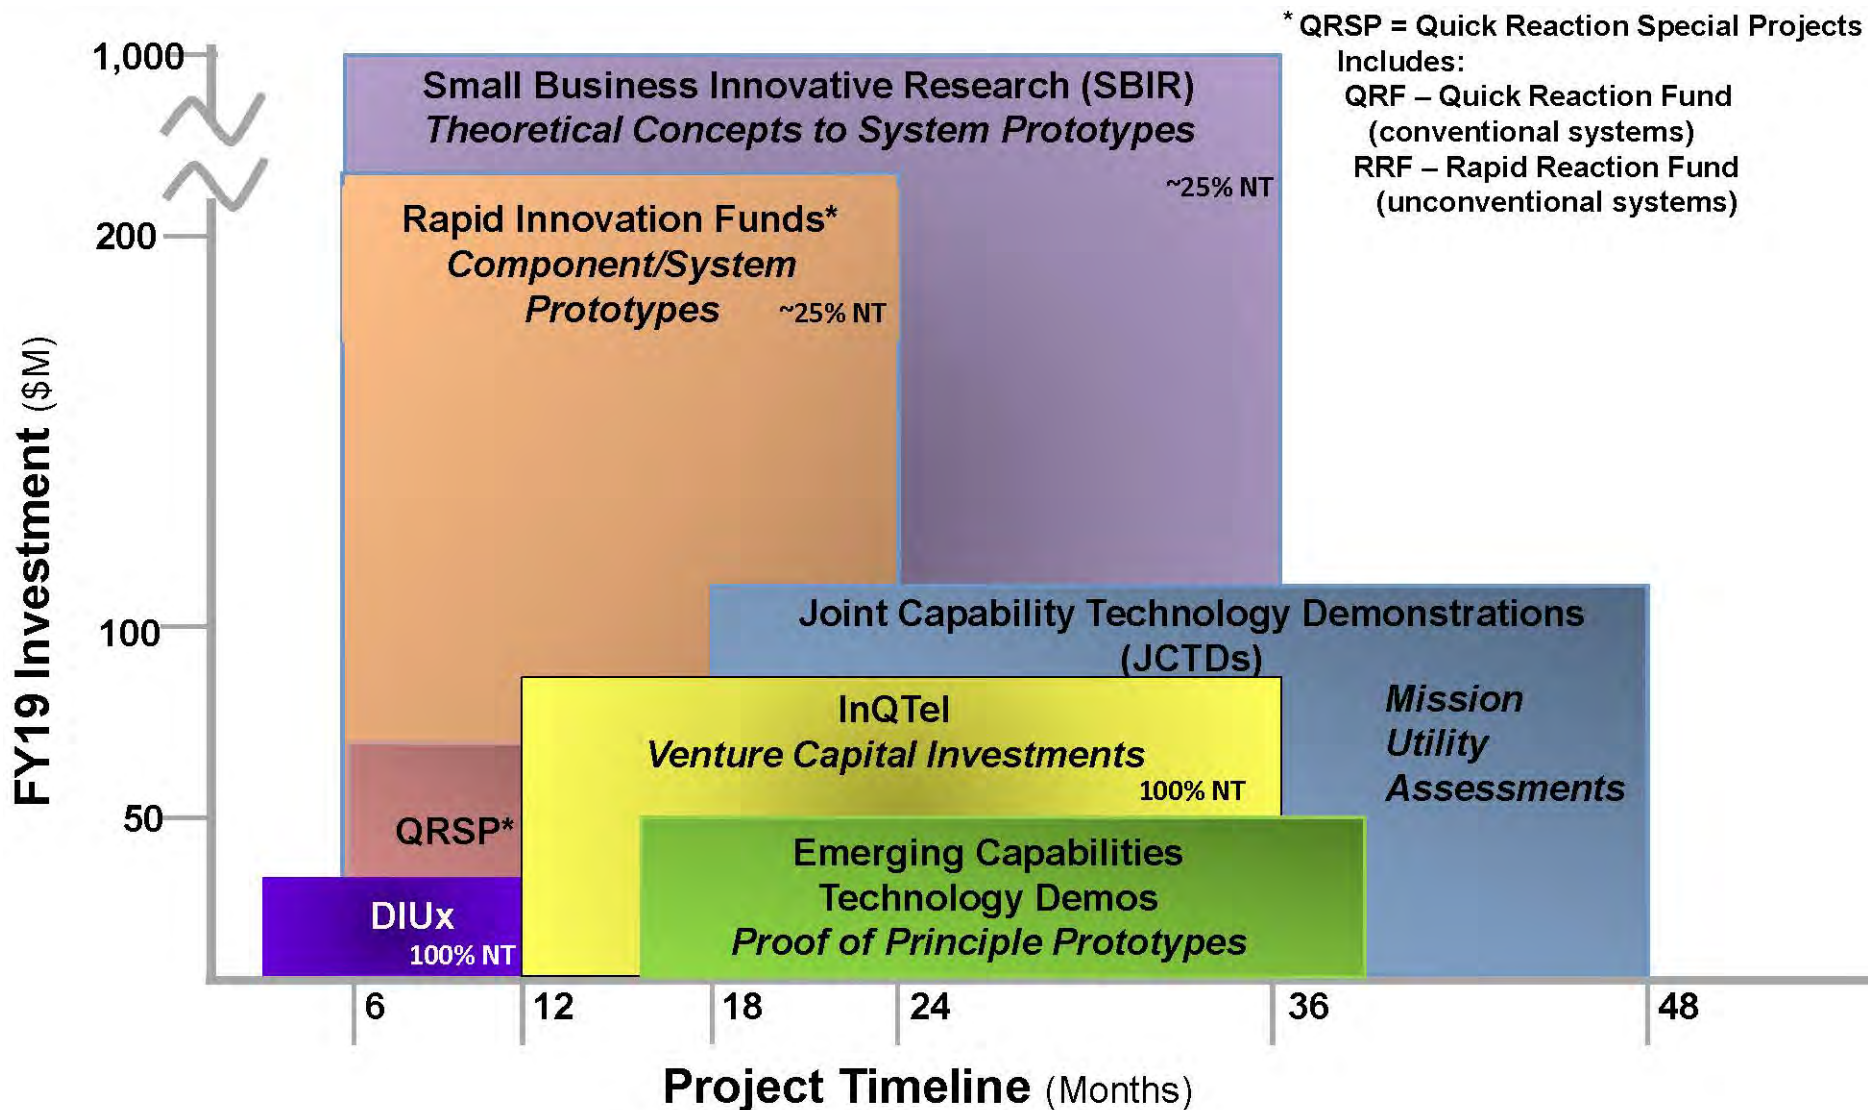 * QRSP = Quick Reaction Special Projects
Includes:
QRF – Quick Reaction Fund
(conventional systems)
RRF – Rapid Reaction Fund
(unconventional systems)
1,000
200
100
50
FY19 Investment ($M)
Small Business Innovative Research (SBIR)
Theoretical Concepts to System Prototypes
~25% NT
Rapid Innovation Funds*
Component/System
Prototypes
~25% NT
Joint Capability Technology Demonstrations
(JCTDs)
Mission
Utility
Assessments
InQTel
Venture Capital Investments
100% NT
QRSP*
Emerging Capabilities
Technology Demos
Proof of Principle Prototypes
DIUx
100% NT
6
12
18
24
36
48
Project Timeline (Months)